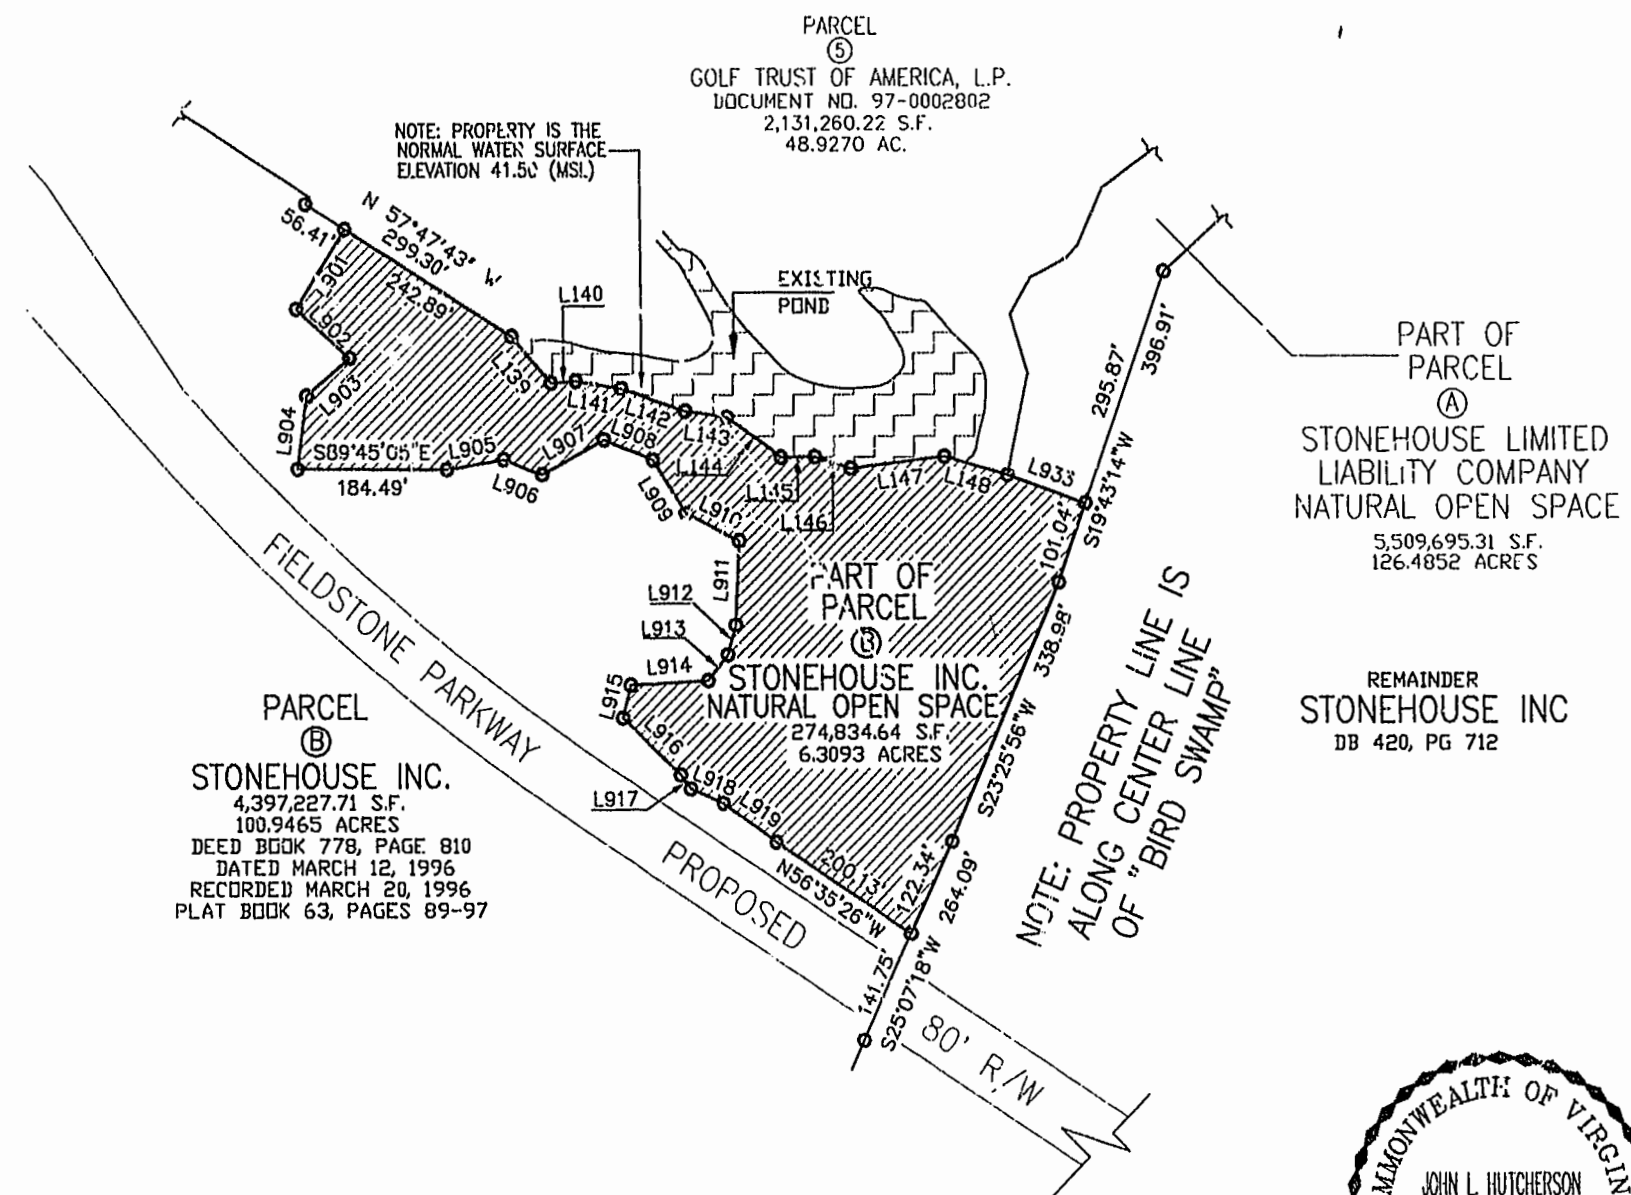 PARCEL
5
GOLF TRUST OF AMERICA, L.P.
DOCUMENT NO. 97-0002802
2,131,260.22 S.F.
48.9270 AC.
NOTE: PROPERTY IS THE
NORMAL WATER SURFACE
ELEVATION 41.50 (MSL)
56.41'
N 57°47'43" W
299.30'
242.89'
L901
L902
L903
L904
S89°45'05"E
184.49'
L905
L906
L907
L908
L909
L910
L911
L912
L913
L914
L915
L916
L917
L918
L919
L139
L140
L141
L142
L143
L144
L145
L146
L147
L148
L933
EXISTING
POND
295.87'
396.91'
S19°43'14"W
101.04'
338.98'
S23°25'56"W
122.34'
264.09'
200.13'
N56°35'26"W
141.75'
S25°07'18"W
PART OF
PARCEL
A
STONEHOUSE LIMITED
LIABILITY COMPANY
NATURAL OPEN SPACE
5,509,695.31 S.F.
126.4852 ACRES
PART OF
PARCEL
B
STONEHOUSE INC.
NATURAL OPEN SPACE
274,834.64 S.F.
6.3093 ACRES
REMAINDER
STONEHOUSE INC
DB 420, PG 712
NOTE: PROPERTY LINE IS
ALONG CENTER LINE
OF "BIRD SWAMP"
PARCEL
B
STONEHOUSE INC.
4,397,227.71 S.F.
100.9465 ACRES
DEED BOOK 778, PAGE 810
DATED MARCH 12, 1996
RECORDED MARCH 20, 1996
PLAT BOOK 63, PAGES 89-97
FIELDSTONE PARKWAY
PROPOSED
80' R/W
MMONWEALTH OF VIRGIN
JOHN L. HUTCHERSON